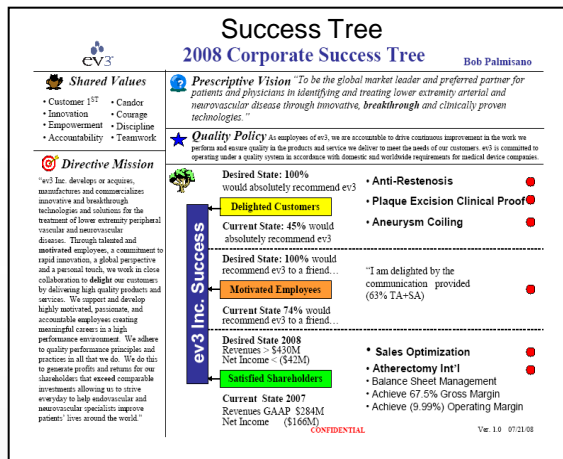 Success Tree
ev3
2008 Corporate Success Tree
Bob Palmisano
Shared Values
• Customer 1ST
• Innovation
• Empowerment
• Accountability
• Candor
• Courage
• Discipline
• Teamwork
Prescriptive Vision "To be the global market leader and preferred partner for
patients and physicians in identifying and treating lower extremity arterial and
neurovascular disease through innovative, breakthrough and clinically proven
technologies."
Quality Policy As employees of ev3, we are accountable to drive continuous improvement in the work we
perform and ensure quality in the products and service we deliver to meet the needs of our customers. ev3 is committed to
operating under a quality system in accordance with domestic and worldwide requirements for medical device companies.
Directive Mission
"ev3 Inc. develops or acquires,
manufactures and commercializes
innovative and breakthrough
technologies and solutions for the
treatment of lower extremity peripheral
vascular and neurovascular
diseases. Through talented and
motivated employees, a commitment to
rapid innovation, a global perspective
and a personal touch, we work in close
collaboration to delight our customers
by delivering high quality products and
services. We support and develop
highly motivated, passionate, and
accountable employees creating
meaningful careers in a high
performance environment. We adhere
to quality performance principles and
practices in all that we do. We do this
to generate profits and returns for our
shareholders that exceed comparable
investments allowing us to strive
everyday to help endovascular and
neurovascular specialists improve
patients' lives around the world."
ev3 Inc. Success
Desired State: 100%
would absolutely recommend ev3
Delighted Customers
Current State: 45% would
absolutely recommend ev3
• Anti-Restenosis
• Plaque Excision Clinical Proof
• Aneurysm Coiling
Desired State: 100% would
recommend ev3 to a friend…
Motivated Employees
Current State 74% would
recommend ev3 to a friend…
"I am delighted by the
communication provided
(63% TA+SA)
Desired State 2008
Revenues > $430M
Net Income < ($42M)
Satisfied Shareholders
Current State 2007
Revenues GAAP $284M
Net Income ($166M)
• Sales Optimization
• Atherectomy Int'l
• Balance Sheet Management
• Achieve 67.5% Gross Margin
• Achieve (9.99%) Operating Margin
CONFIDENTIAL
Ver. 1.0 07/21/08